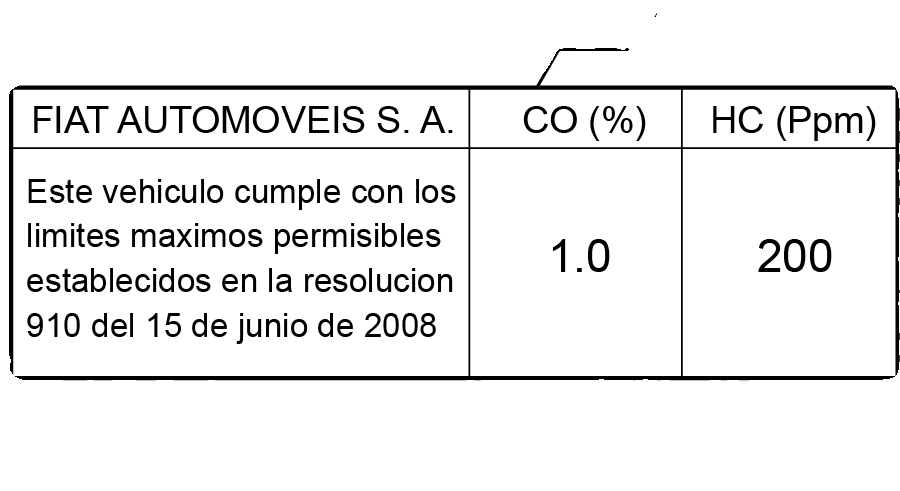 FIAT AUTOMOVEIS S. A. CO (%) HC (Ppm)
Este vehiculo cumple con los
limites maximos permisibles
establecidos en la resolucion
910 del 15 de junio de 2008
1.0 200